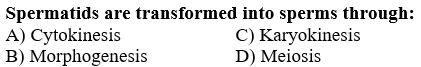 Spermatids are transformed into sperms through:
A) Cytokinesis C) Karyokinesis
B) Morphogenesis D) Meiosis